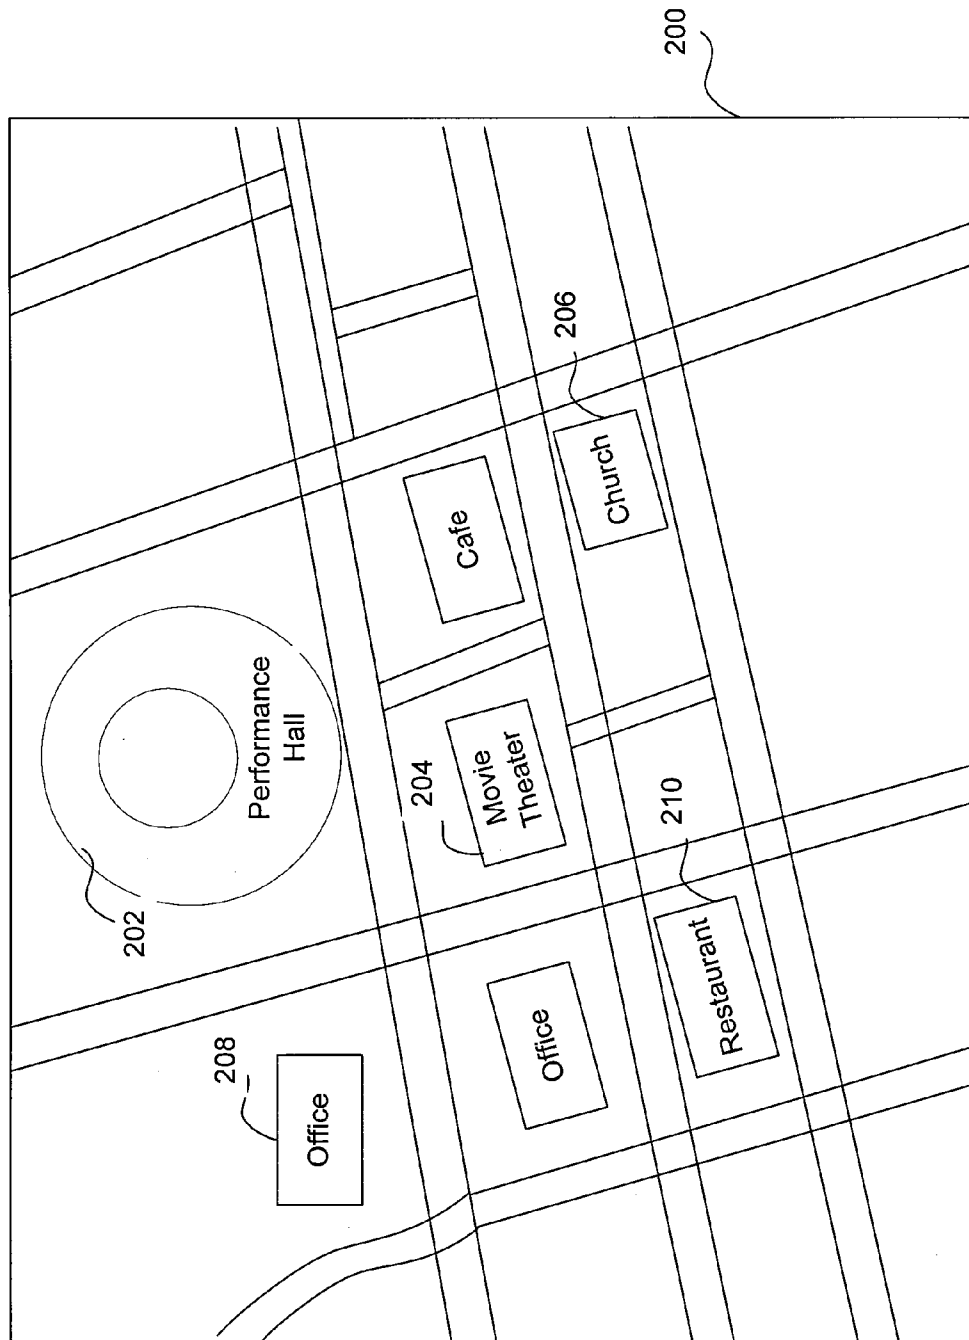 200
202
Performance
Hall
208
Office
204
Movie
Theater
Cafe
206
Church
Office
210
Restaurant